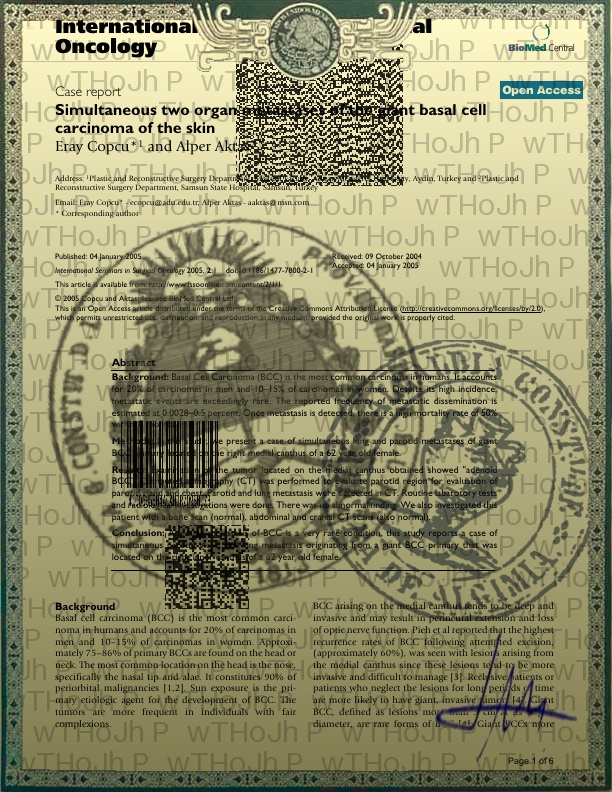 International al
Oncology
BioMed Central
Case report
Open Access
Simultaneous two organ metastases of the giant basal cell
carcinoma of the skin
Eray Copcu*¹ and Alper Aktas
Address: ¹Plastic and Reconstructive Surgery Department, Aydin, Turkey and ²Plastic and
Reconstructive Surgery Department, Samsun State Hospital, Samsun, Turkey
Email: Eray Copcu* - ecopcu@adu.edu.tr; Alper Aktas - aaktas@msn.com
* Corresponding author
Published: 04 January 2005
Received: 09 October 2004
Accepted: 04 January 2005
International Seminars in Surgical Oncology 2005, 2:1 doi:10.1186/1477-7800-2-1
This article is available from: http://www.issoonline.com/content/2/1/1
© 2005 Copcu and Aktas; licensee BioMed Central Ltd.
This is an Open Access article distributed under the terms of the Creative Commons Attribution License (http://creativecommons.org/licenses/by/2.0),
which permits unrestricted use, distribution, and reproduction in any medium, provided the original work is properly cited.
Abstract
Background: Basal Cell Carcinoma (BCC) is the most common carcinoma in humans. It accounts
for 20% of carcinomas in men and 10–15% of carcinomas in women. Despite its high incidence,
metastatic events are exceedingly rare. The reported frequency of metastatic dissemination is
estimated at 0.0028–0.5 percent. Once metastasis is detected, there is a high mortality rate of 50%
Methods: study, we present a case of simultaneous lung and parotid metastases of giant
BCC primary located on the right medial canthus of a 62 year old female.
Results: Examination of the tumor located on the medial canthus obtained showed "adenoid
BCC". (CT) was performed to evaluate parotid region for evaluation of
parotid gland and chest. Parotid and lung metastasis were detected in CT. Routine laboratory tests
and radiological investigations were done. There was no abnormal finding. We also investigated this
patient with a bone scan (normal), abdominal and cranial CT scans (also normal).
Conclusion: of BCC is a very rare condition, this study reports a case of
simultaneous lung metastasis originating from a giant BCC primary that was
located on the of a 62 year, old female.
Background
Basal cell carcinoma (BCC) is the most common carci-
noma in humans and accounts for 20% of carcinomas in
men and 10–15% of carcinomas in women. Approxi-
mately 75–86% of primary BCCs are found on the head or
neck. The most common location on the head is the nose,
specifically the nasal tip and alae. It constitutes 90% of
periorbital malignancies [1,2]. Sun exposure is the pri-
mary etiologic agent for the development of BCC. The
tumors are more frequent in individuals with fair
complexions.
BCC arising on the medial canthus tends to be deep and
invasive and may result in perineural extension and loss
of optic nerve function. Pieh et al reported that the highest
recurrence rates of BCC following attempted excision,
(approximately 60%), was seen with lesions arising from
the medial canthus since these lesions tend to be more
invasive and difficult to manage [3]. Reclusive patients or
patients who neglect the lesions for long periods of time
are more likely to have giant, invasive tumors [4]. Giant
BCC, defined as lesions more in
diameter, are rare forms of BCC [4]. Giant BCCs more
Page 1 of 6